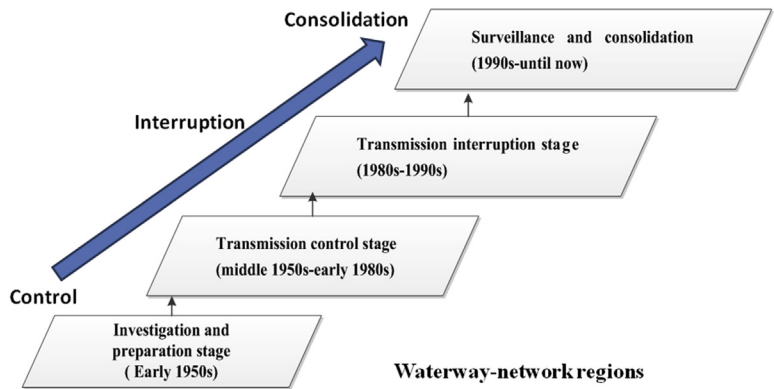 Consolidation
Surveillance and consolidation
(1990s-until now)
Interruption
Transmission interruption stage
(1980s-1990s)
Transmission control stage
(middle 1950s-early 1980s)
Control
Investigation and
preparation stage
( Early 1950s)
Waterway-network regions